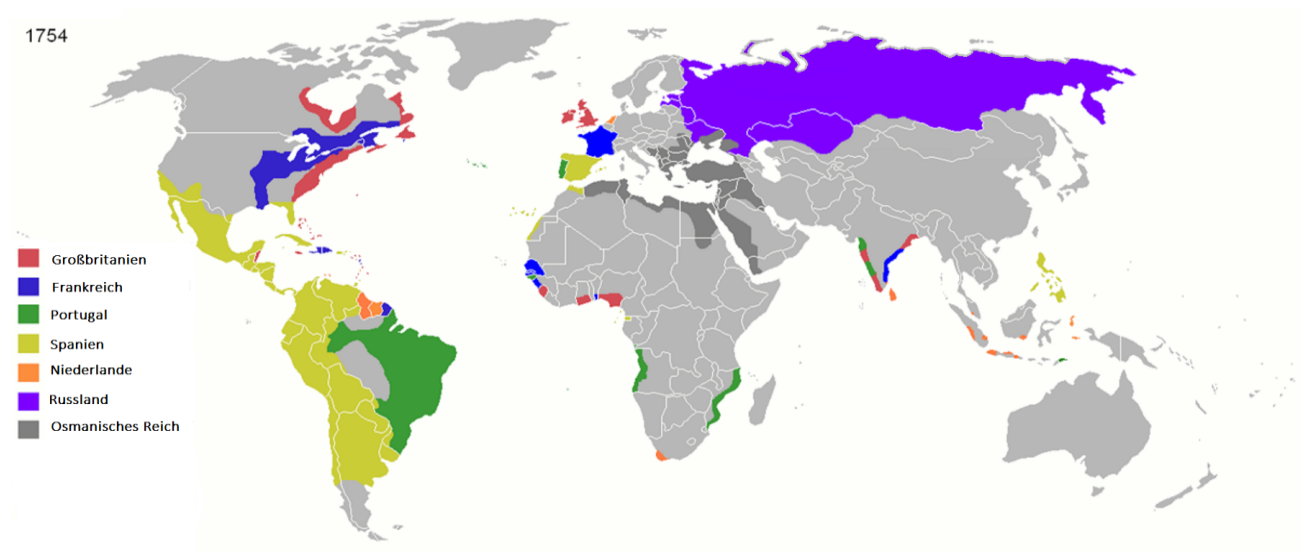 1754
Großbritanien
Frankreich
Portugal
Spanien
Niederlande
Russland
Osmanisches Reich